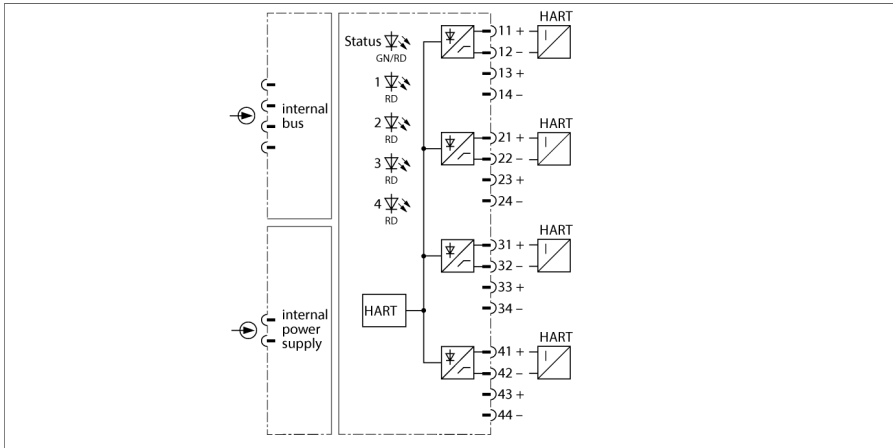 HART
Status
GN/RD
11 +
12 –
13 +
14 –
1
RD
internal
bus
2
RD
HART
21 +
22 –
23 +
24 –
3
RD
4
RD
HART
31 +
32 –
33 +
34 –
HART
internal
power
supply
HART
41 +
42 –
43 +
44 –